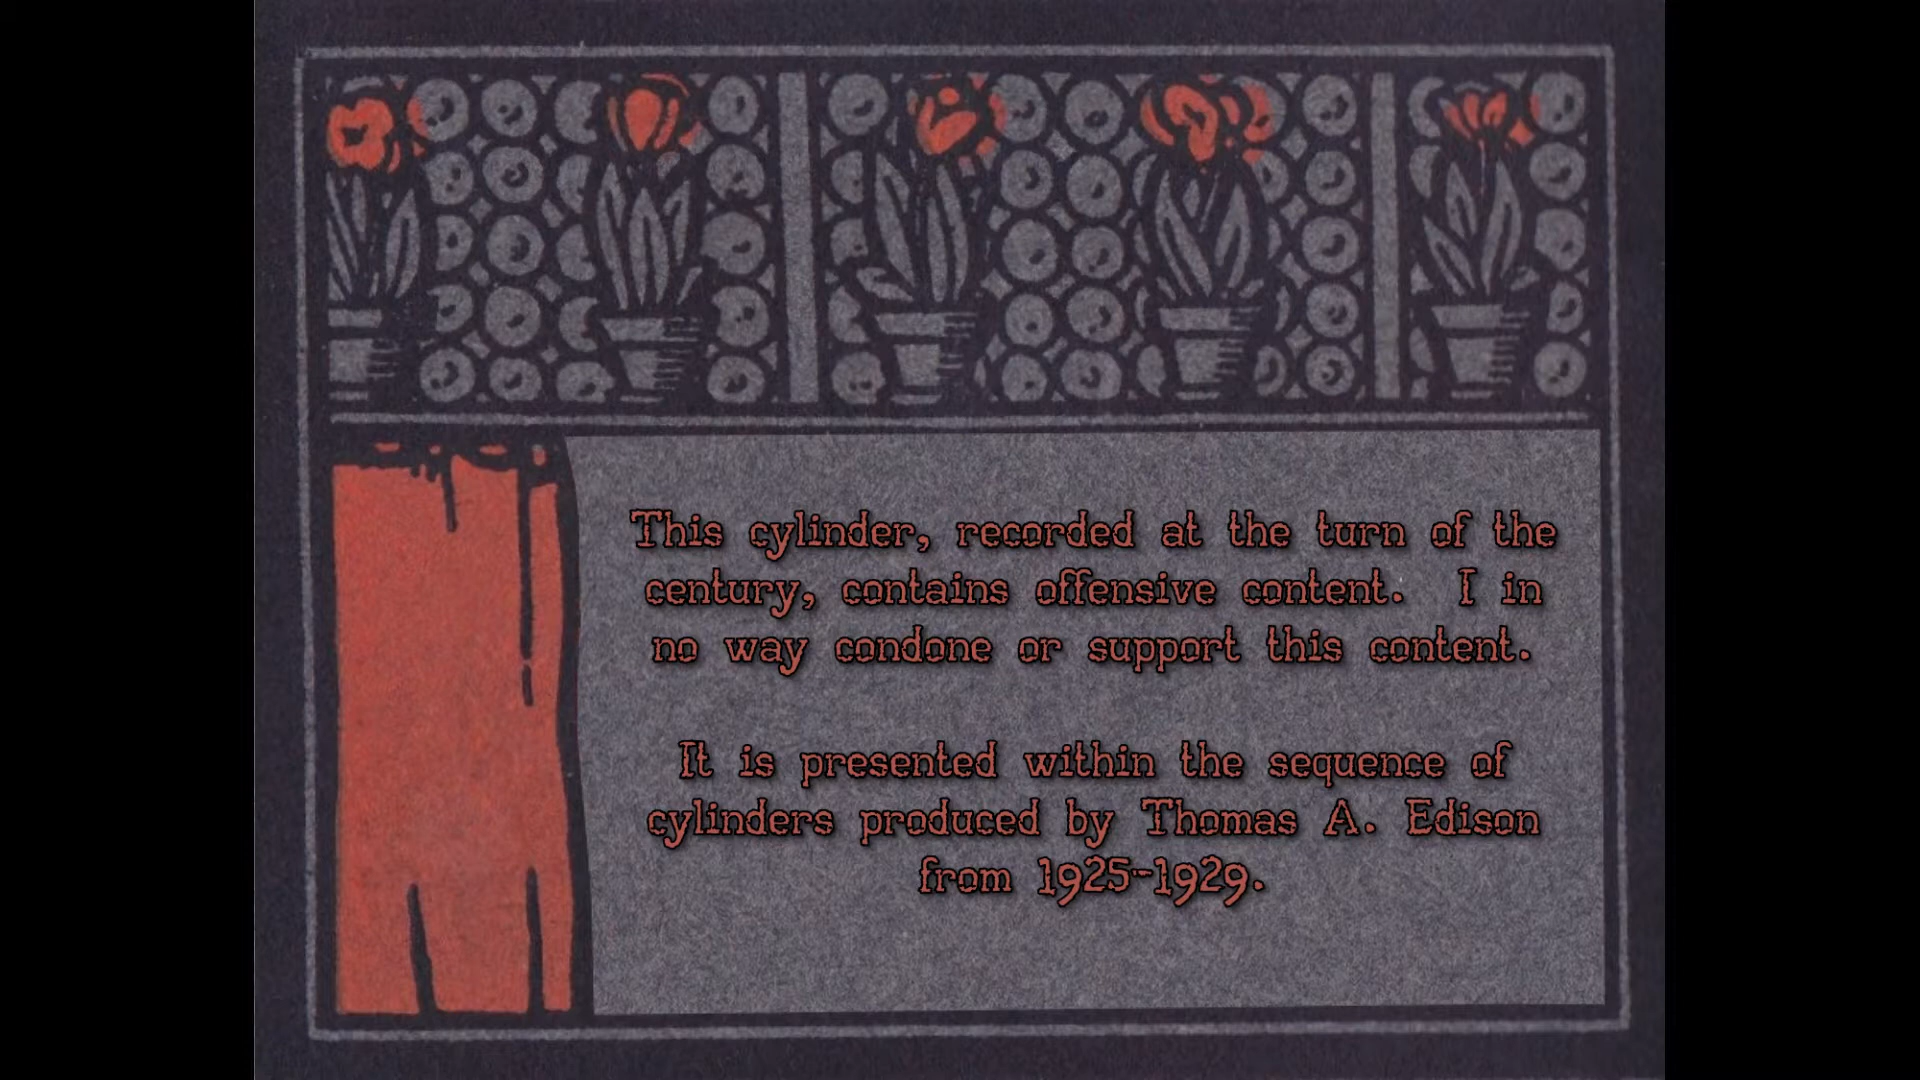 This cylinder, recorded at the turn of the
century, contains offensive content. I in
no way condone or support this content.
It is presented within the sequence of
cylinders produced by Thomas A. Edison
from 1925-1929.